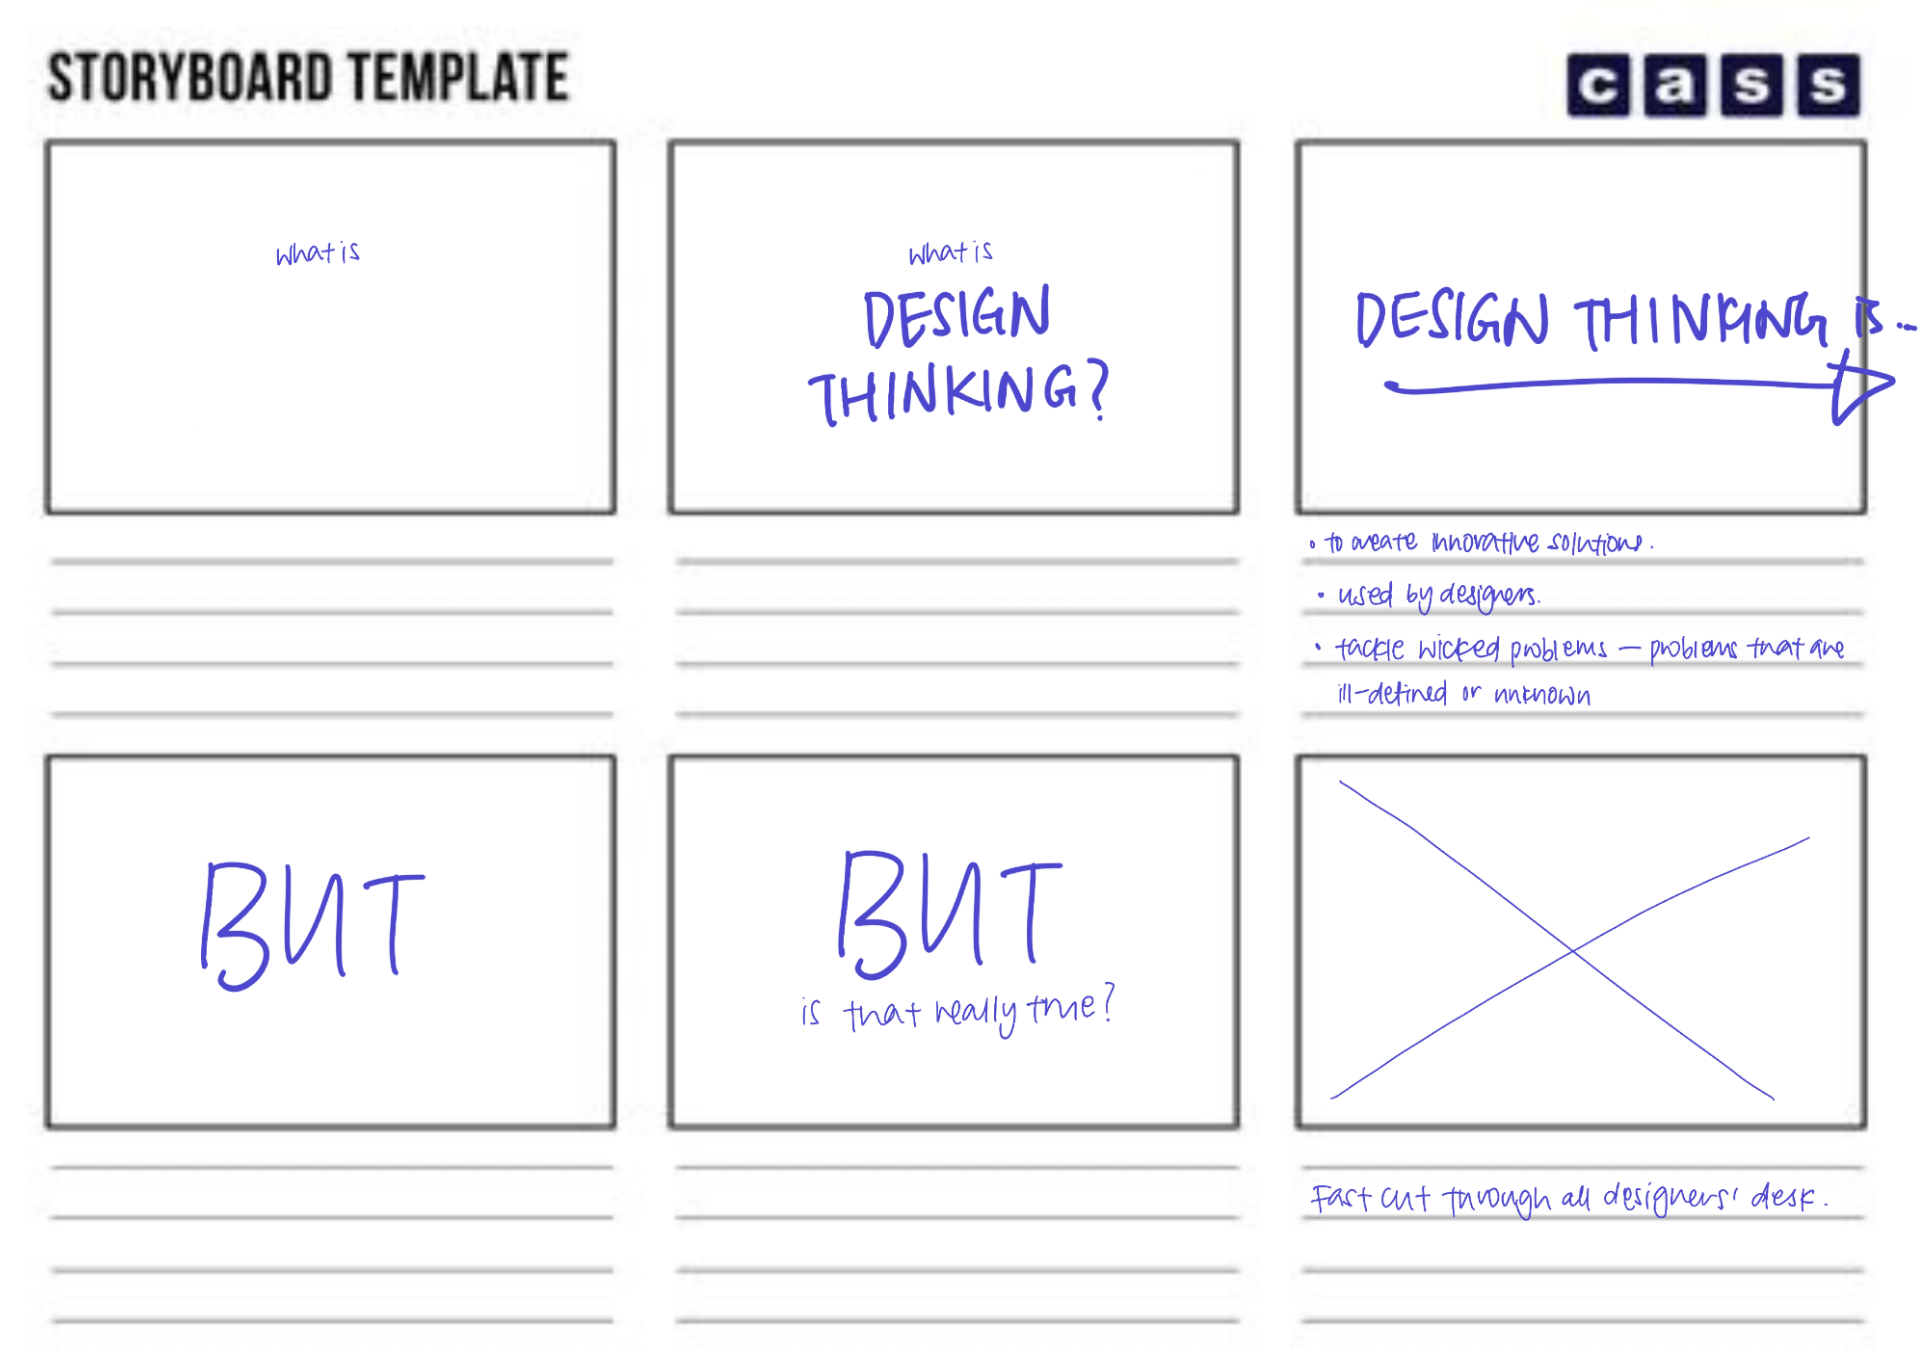 STORYBOARD TEMPLATE
cass
what is
what is
DESIGN
THINKING?
DESIGN THINKING is...
• to create innovative solutions.
• used by designers.
• tackle wicked problems – problems that are
ill-defined or unknown
BUT
BUT
is that really true?
Fast cut through all designers' desk.